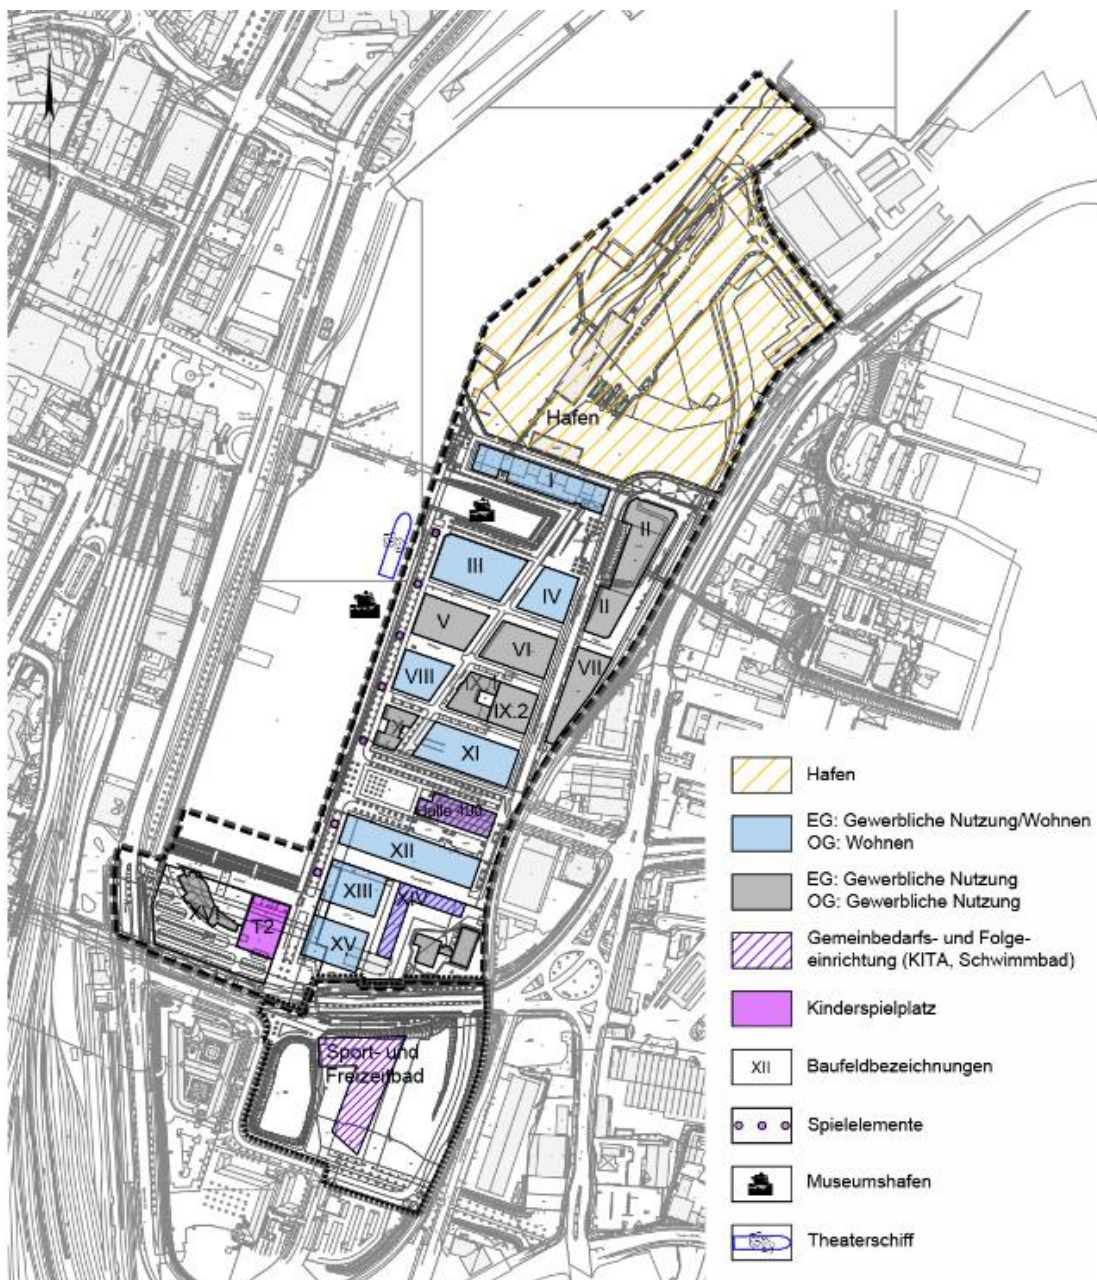 Hafen
I
II
III
IV
II
V
VI
VII
VIII
IX.2
XI
Halle 400
XII
XIII
XIV
T2
XV
Sport- und
Freizeitbad
Hafen
EG: Gewerbliche Nutzung/Wohnen
OG: Wohnen
EG: Gewerbliche Nutzung
OG: Gewerbliche Nutzung
Gemeinbedarfs- und Folge-
einrichtung (KITA, Schwimmbad)
Kinderspielplatz
XII
Baufeldbezeichnungen
Spielelemente
Museumshafen
Theaterschiff